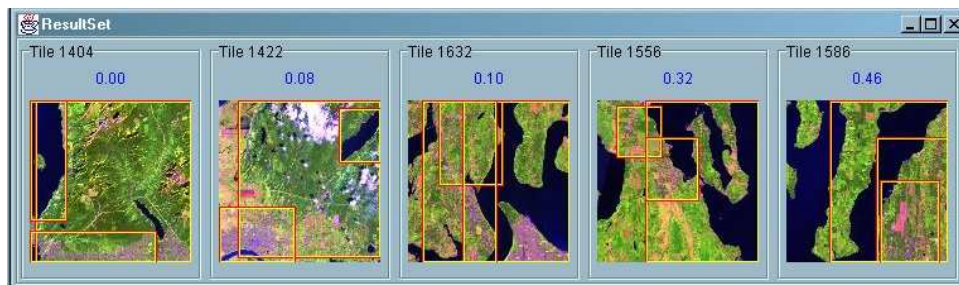 ResultSet
Tile 1404
0.00
Tile 1422
0.08
Tile 1632
0.10
Tile 1556
0.32
Tile 1586
0.46